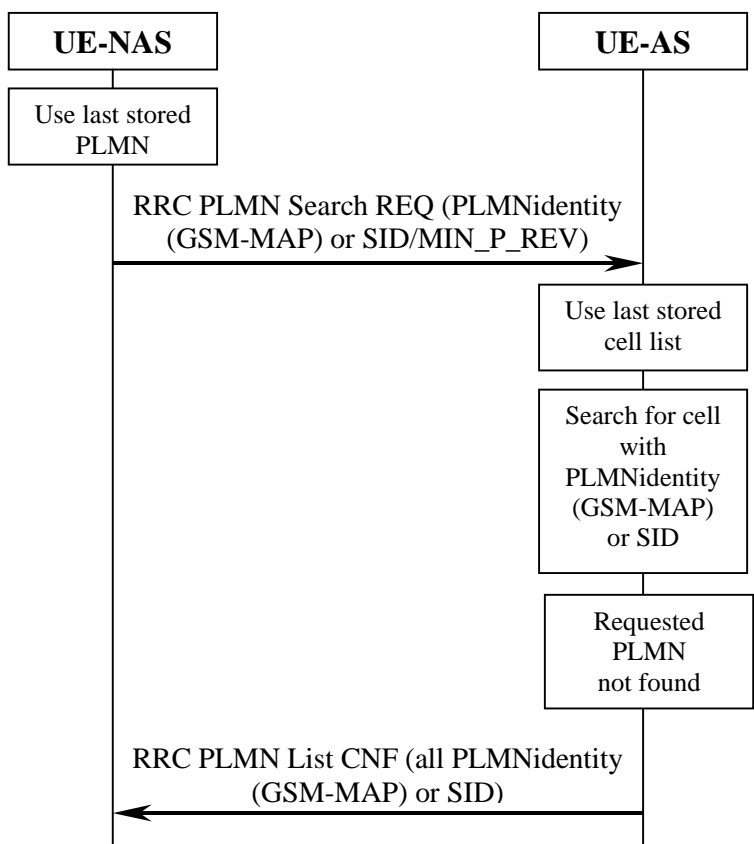 UE-NAS
UE-AS
Use last stored
PLMN
RRC PLMN Search REQ (PLMNidentity
(GSM-MAP) or SID/MIN_P_REV)
Use last stored
cell list
Search for cell
with
PLMNidentity
(GSM-MAP)
or SID
Requested
PLMN
not found
RRC PLMN List CNF (all PLMNidentity
(GSM-MAP) or SID)